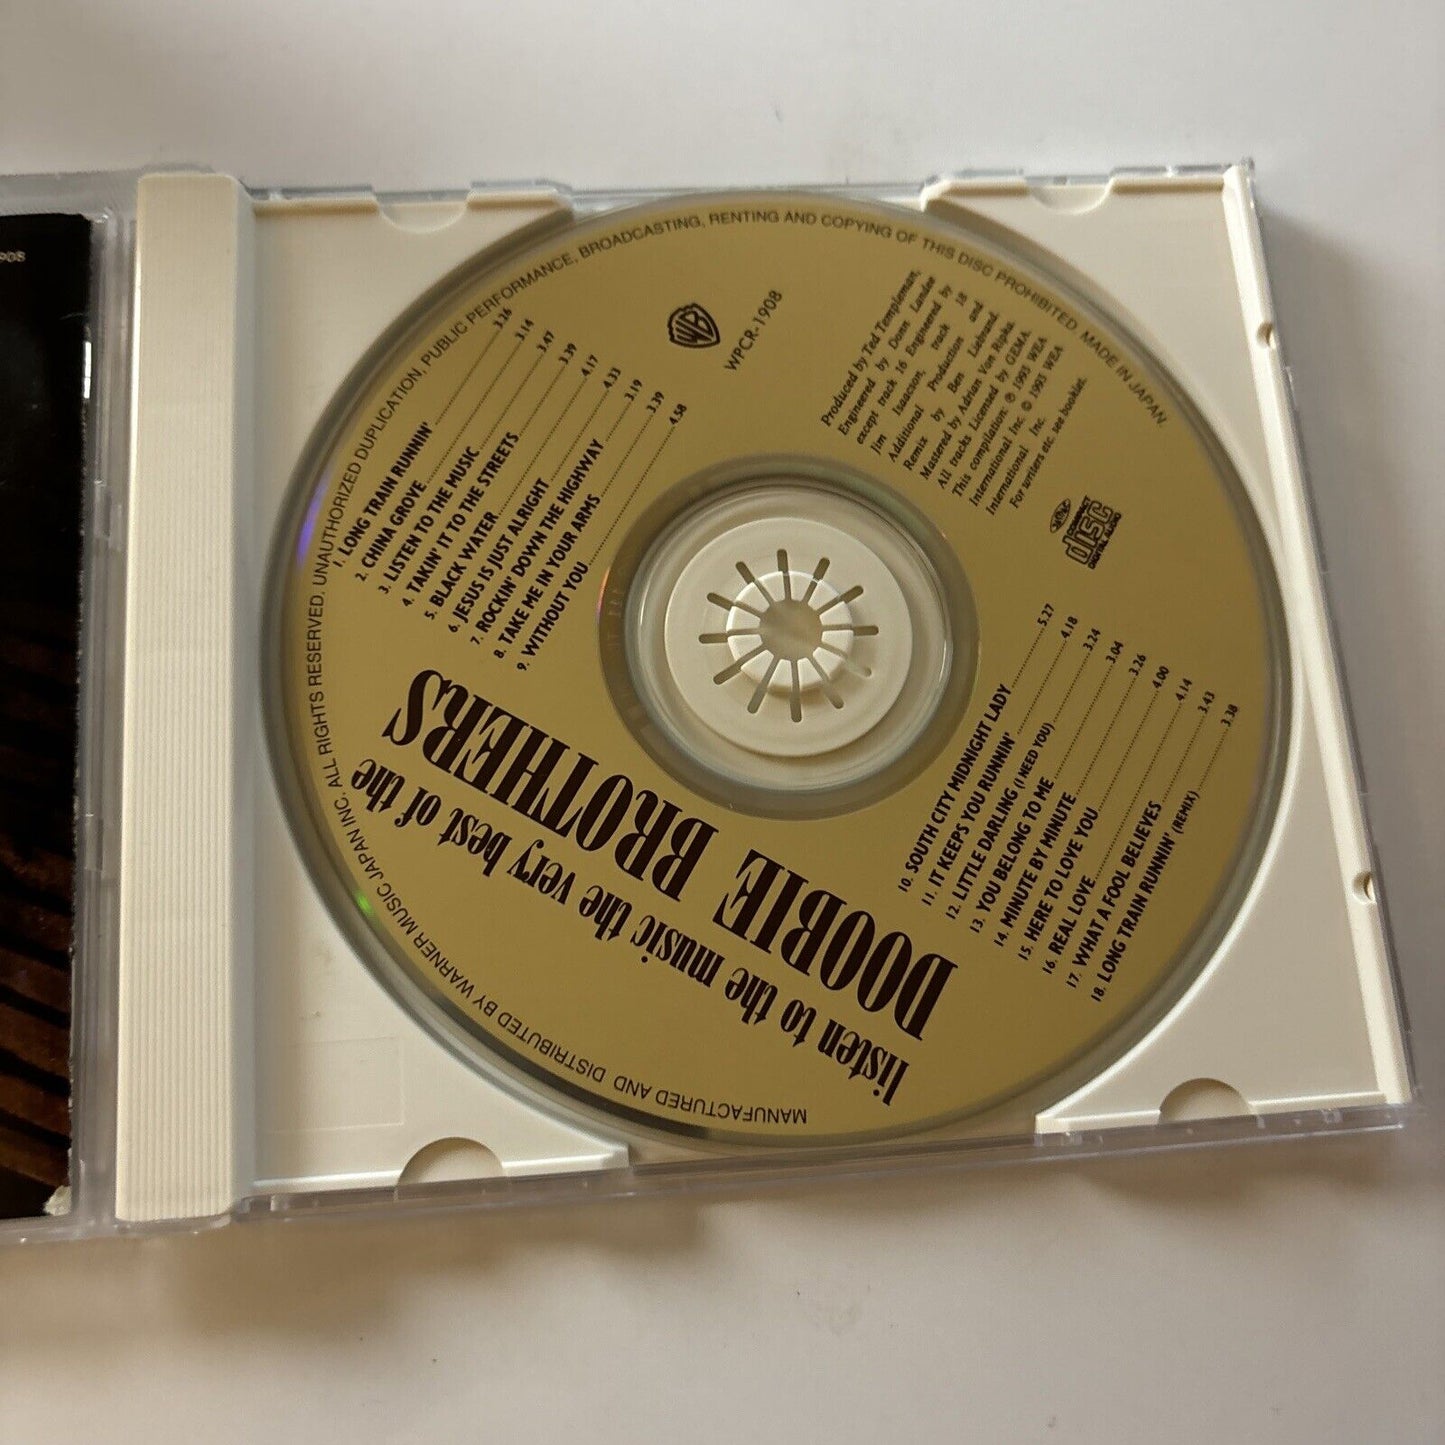 908
UNAUTHORIZED DUPLICATION, PUBLIC PERFORMANCE, BROADCASTING, RENTING AND COPYING OF THIS DISC PROHIBITED. MADE IN JAPAN.
MANUFACTURED AND DISTRIBUTED BY WARNER MUSIC JAPAN INC. ALL RIGHTS RESERVED.
WB
WPCR-1908
1. LONG TRAIN RUNNIN' 3.26
2. CHINA GROVE 3.14
3. LISTEN TO THE MUSIC 3.47
4. TAKIN' IT TO THE STREETS 3.39
5. BLACK WATER 4.17
6. JESUS IS JUST ALRIGHT 4.33
7. ROCKIN' DOWN THE HIGHWAY 3.19
8. TAKE ME IN YOUR ARMS 3.39
9. WITHOUT YOU 4.58
Produced by Ted Templeman,
Engineered by Donn Landee
except track 16 Engineered by
Jim Isaacson, track 18
Additional Production and
Remix by Ben Liebrand.
Mastered by Adrian Von Ripka.
All tracks Licensed by GEMA.
This compilation: ℗ 1993 WEA
International Inc. © 1993 WEA
International Inc.
For writers etc. see booklet.
COMPACT
disc
DIGITAL AUDIO
listen to the music the very best of the
DOOBIE BROTHERS
10. SOUTH CITY MIDNIGHT LADY 5.27
11. IT KEEPS YOU RUNNIN' 4.18
12. LITTLE DARLING (I NEED YOU) 3.24
13. YOU BELONG TO ME 3.04
14. MINUTE BY MINUTE 3.26
15. HERE TO LOVE YOU 4.00
16. REAL LOVE 4.14
17. WHAT A FOOL BELIEVES 3.43
18. LONG TRAIN RUNNIN' (REMIX) 3.38